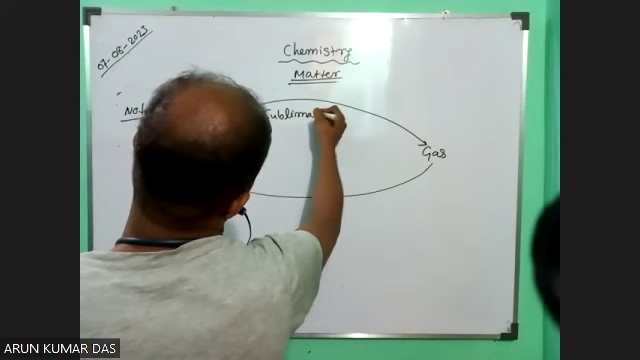 07-08-2023
Chemistry
Matter
Gas
ARUN KUMAR DAS